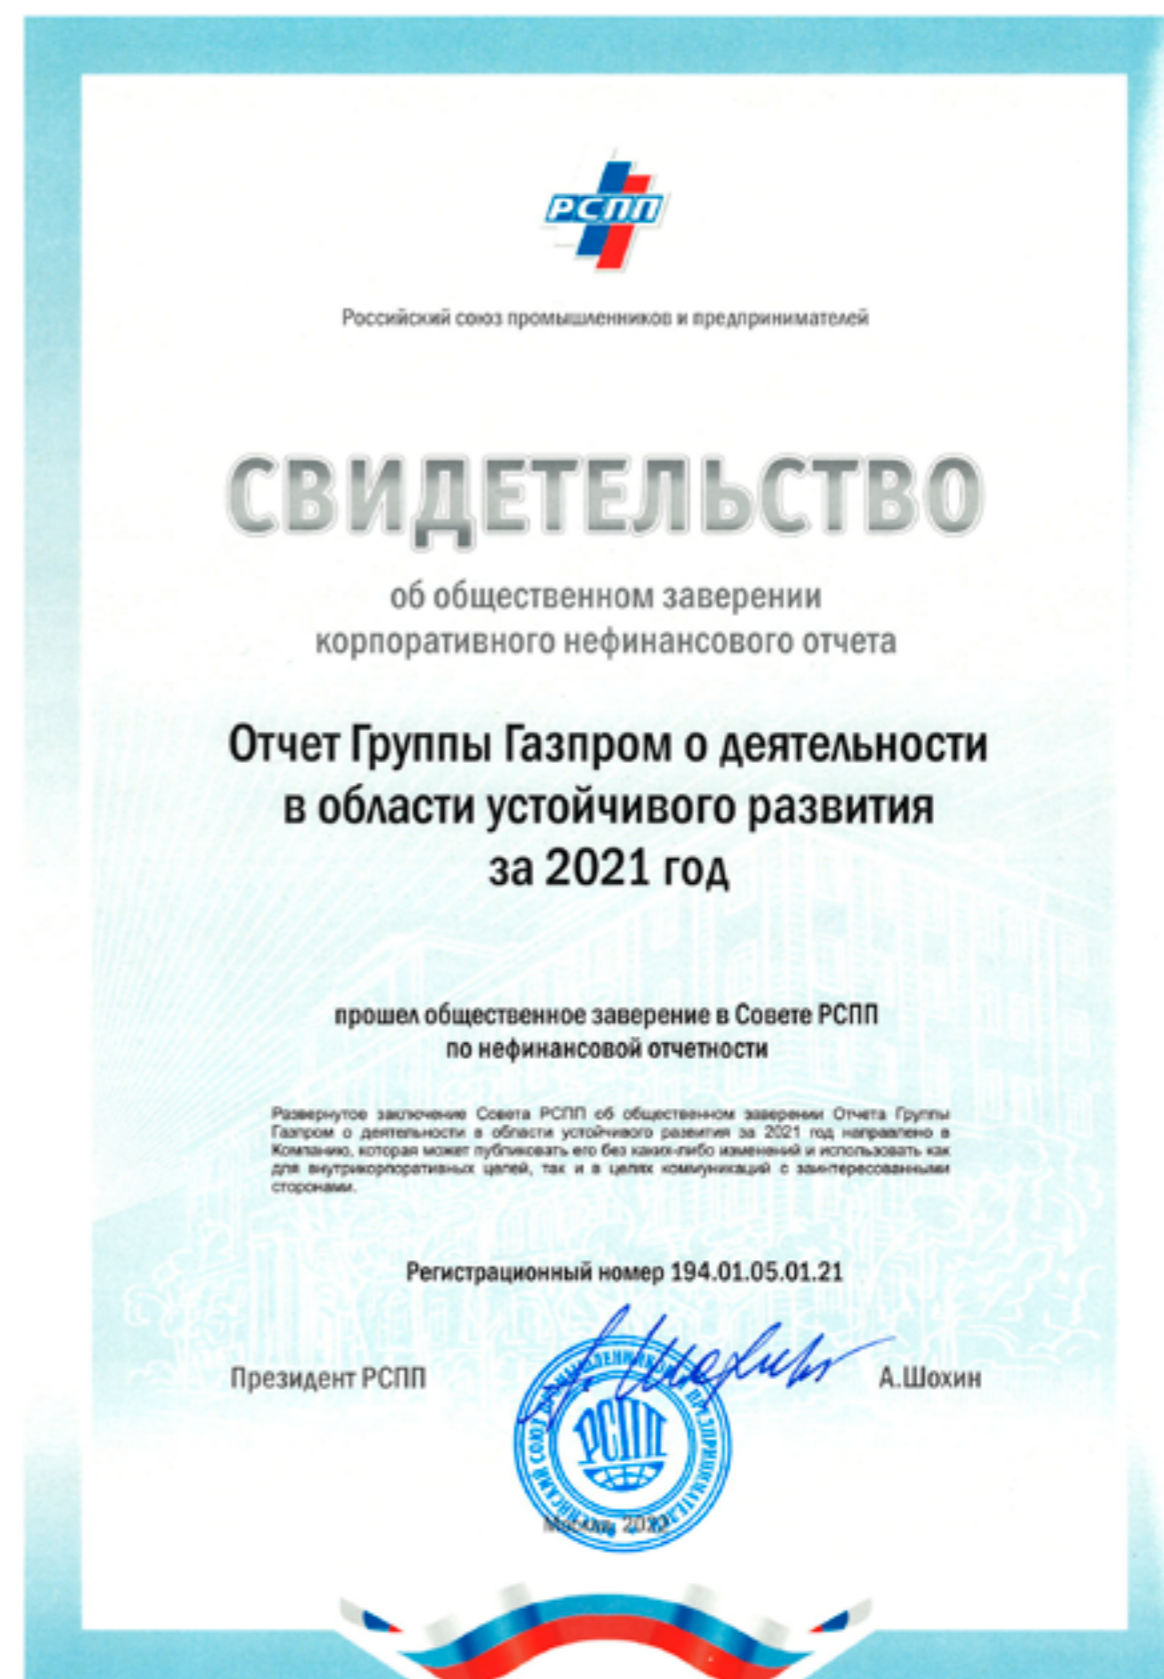 РСПП
Российский союз промышленников и предпринимателей
СВИДЕТЕЛЬСТВО
об общественном заверении
корпоративного нефинансового отчета
Отчет Группы Газпром о деятельности
в области устойчивого развития
за 2021 год
прошел общественное заверение в Совете РСПП
по нефинансовой отчетности
Развернутое заключение Совета РСПП об общественном заверении Отчета Группы
Газпром о деятельности в области устойчивого развития за 2021 год направлено в
Компанию, которая может публиковать его без каких-либо изменений и использовать как
для внутрикорпоративных целей, так и в целях коммуникаций с заинтересованными
сторонами.
Регистрационный номер 194.01.05.01.21
Президент РСПП
А.Шохин
РСПП
Москва, 2022